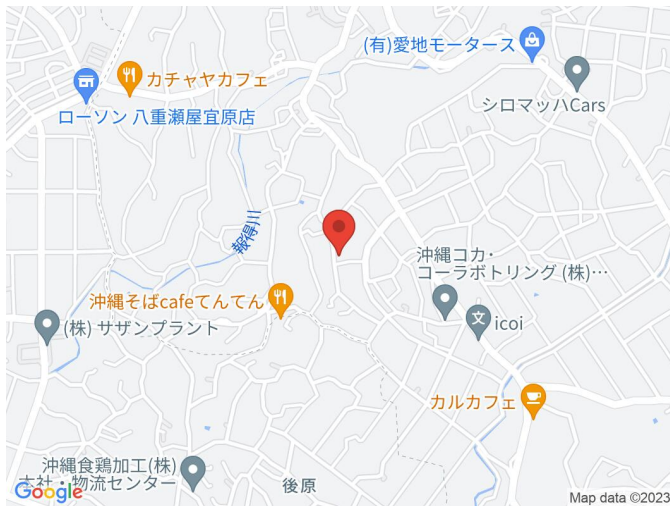 (有)愛地モータース
カチャヤカフェ
シロマッハCars
ローソン 八重瀬屋宜原店
報得川
沖縄コカ·
コーラボトリング (株)…
沖縄そばcafeてんてん
(株) サザンプラント
icoi
カルカフェ
沖縄食鶏加工(株)
本社・物流センター
後原
Google
Map data ©2023